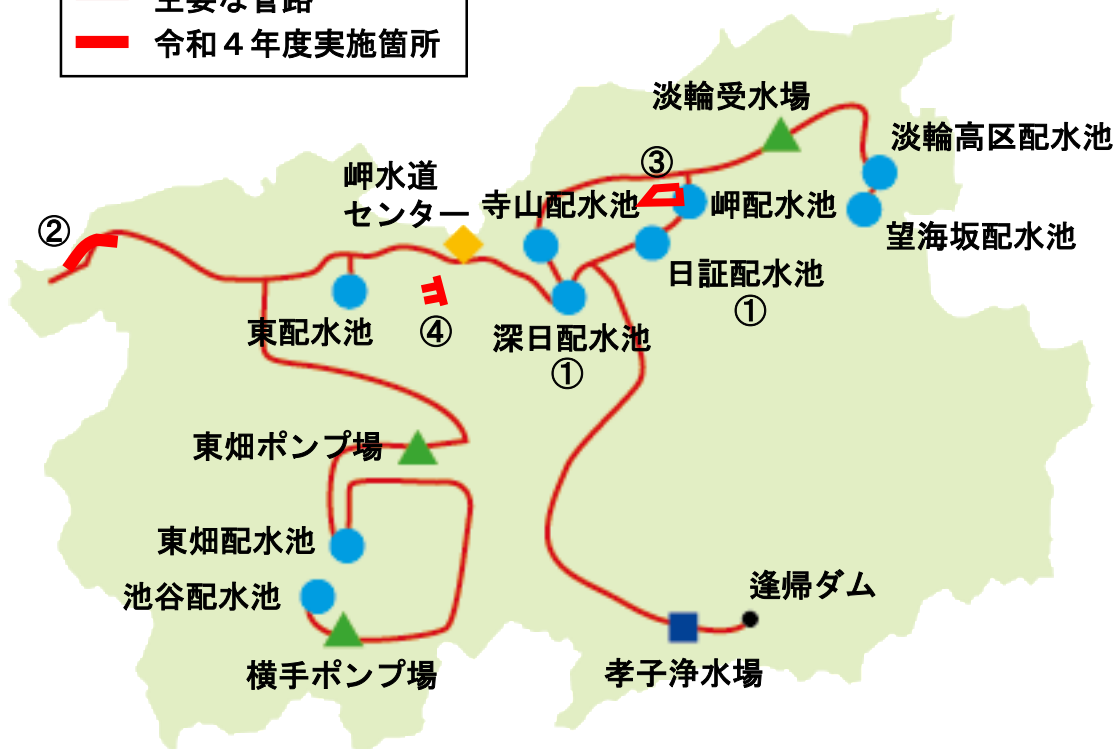 主要な管路
令和４年度実施箇所
淡輪受水場
淡輪高区配水池
③
岬水道
センター
寺山配水池
岬配水池
②
望海坂配水池
日証配水池
①
東配水池
④
深日配水池
①
東畑ポンプ場
東畑配水池
池谷配水池
逢帰ダム
横手ポンプ場
孝子浄水場